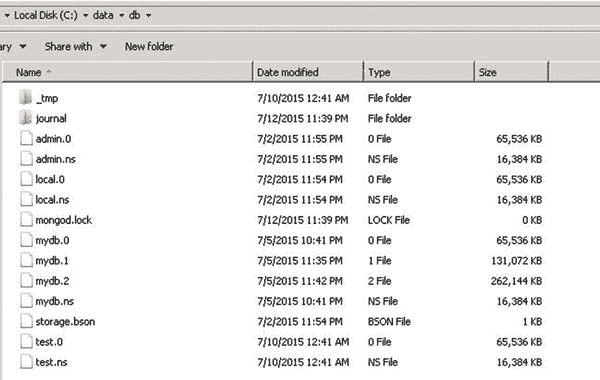 Local Disk (C:) data db
ary Share with New folder
Name Date modified Type Size
_tmp 7/10/2015 12:41 AM File folder
journal 7/12/2015 11:39 PM File folder
admin.0 7/2/2015 11:55 PM 0 File 65,536 KB
admin.ns 7/2/2015 11:55 PM NS File 16,384 KB
local.0 7/2/2015 11:54 PM 0 File 65,536 KB
local.ns 7/2/2015 11:54 PM NS File 16,384 KB
mongod.lock 7/12/2015 11:39 PM LOCK File 0 KB
mydb.0 7/5/2015 10:41 PM 0 File 65,536 KB
mydb.1 7/5/2015 11:35 PM 1 File 131,072 KB
mydb.2 7/5/2015 11:42 PM 2 File 262,144 KB
mydb.ns 7/5/2015 10:41 PM NS File 16,384 KB
storage.bson 7/2/2015 11:54 PM BSON File 1 KB
test.0 7/10/2015 12:41 AM 0 File 65,536 KB
test.ns 7/10/2015 12:41 AM NS File 16,384 KB